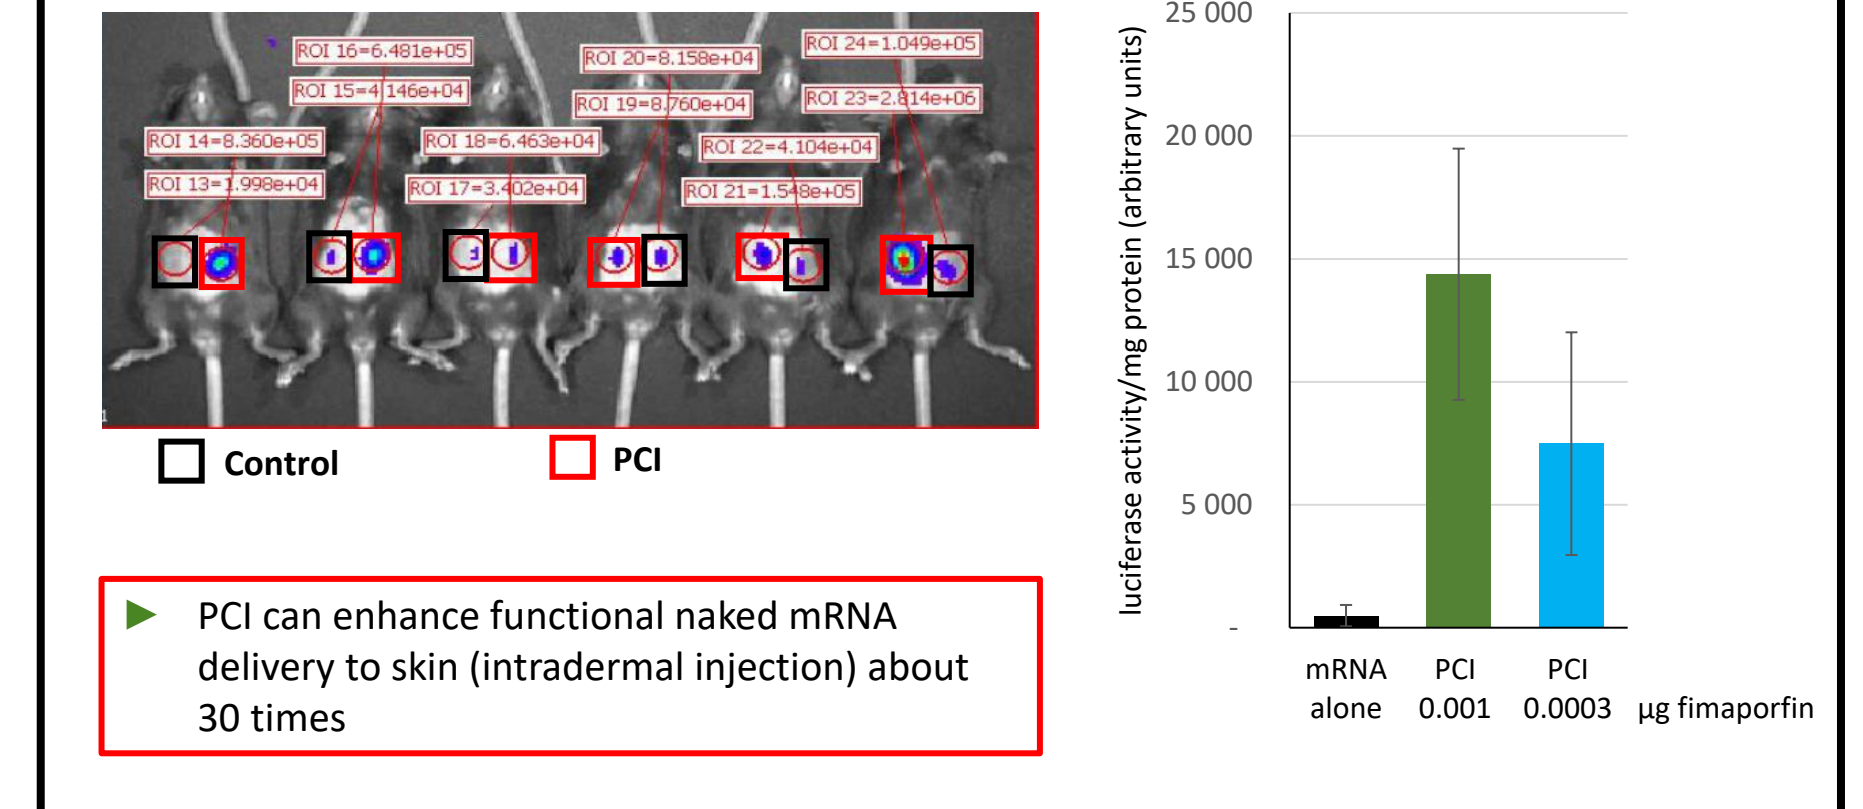 ROI 16=6.481e+05
ROI 15=4.146e+04
ROI 14=8.360e+05
ROI 13=1.998e+04
ROI 18=6.463e+04
ROI 17=3.402e+04
ROI 20=8.158e+04
ROI 19=8.760e+04
ROI 22=4.104e+04
ROI 21=1.548e+05
ROI 24=1.049e+05
ROI 23=2.814e+06
1
Control
PCI
► PCI can enhance functional naked mRNA
delivery to skin (intradermal injection) about
30 times
luciferase activity/mg protein (arbitrary units)
25 000
20 000
15 000
10 000
5 000
-
mRNA PCI PCI
alone 0.001 0.0003 µg fimaporfin